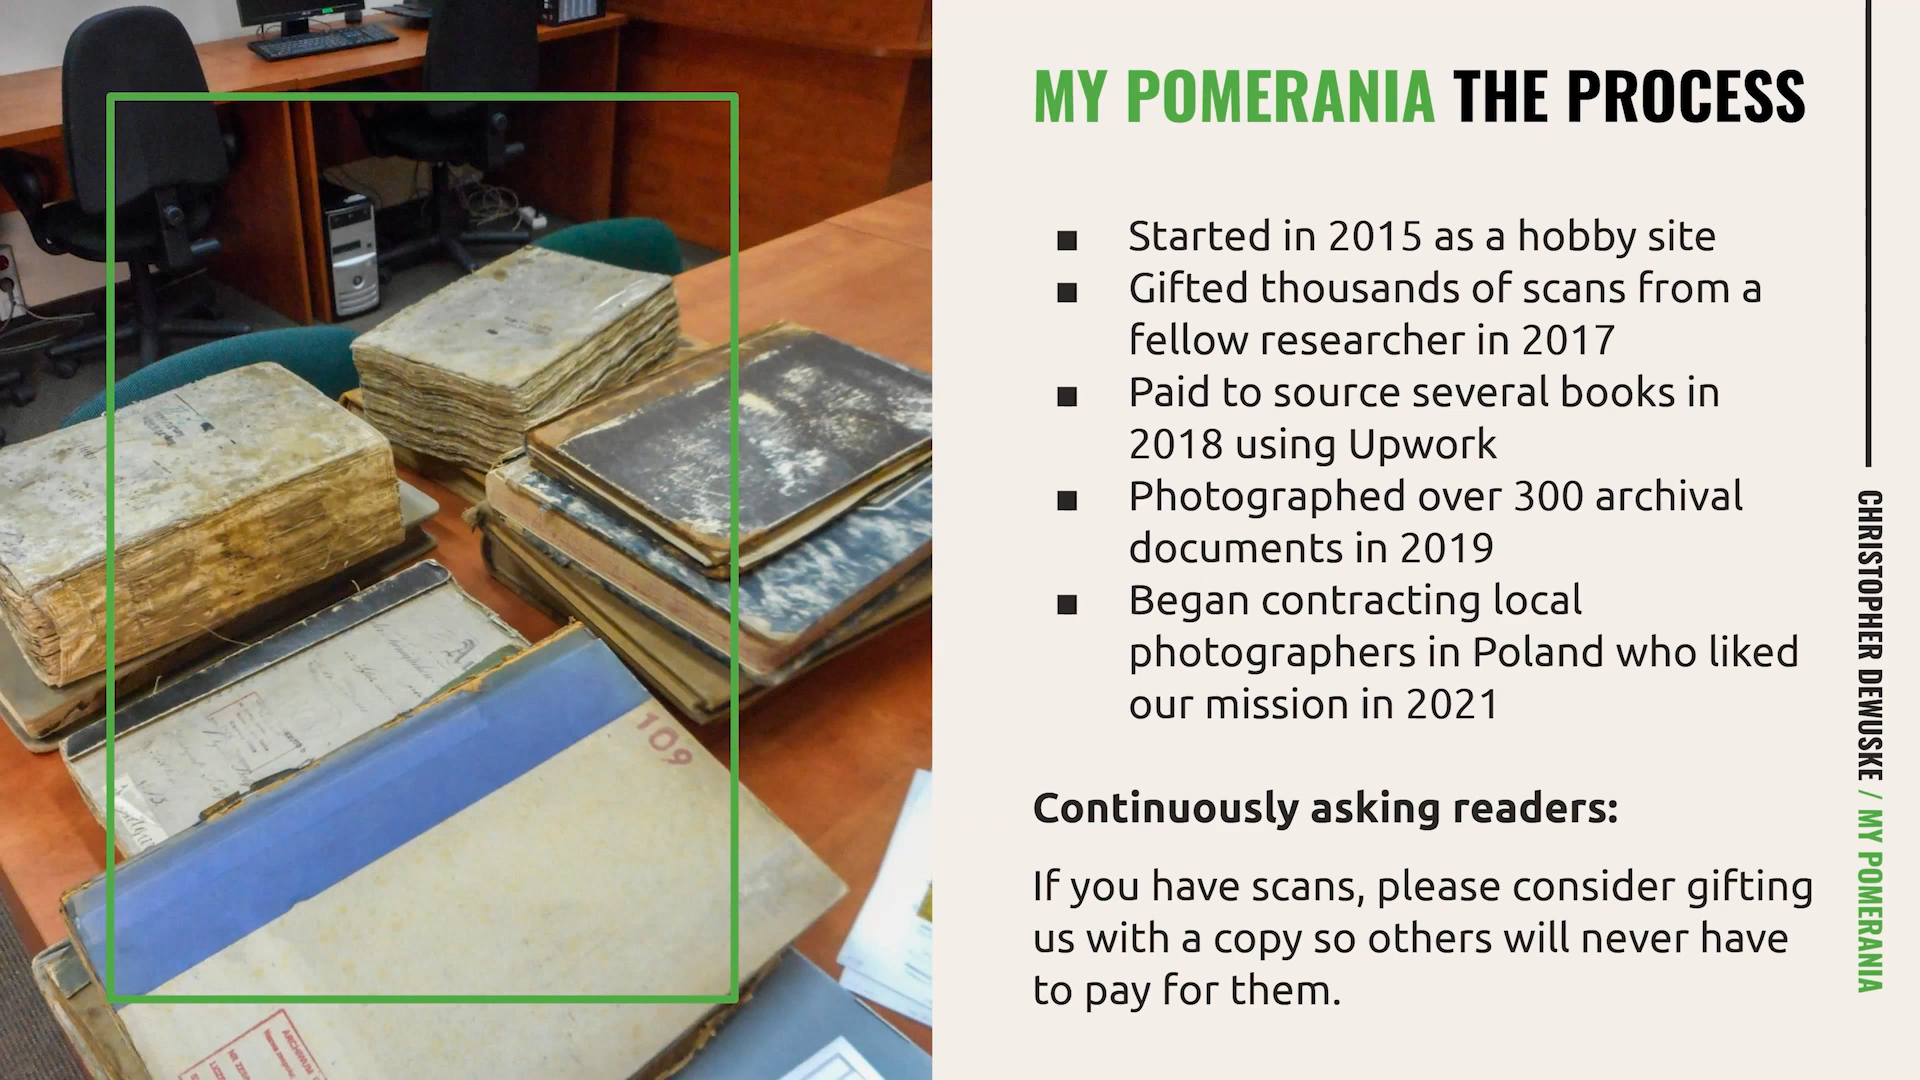 MY POMERANIA THE PROCESS
■ Started in 2015 as a hobby site
■ Gifted thousands of scans from a
fellow researcher in 2017
■ Paid to source several books in
2018 using Upwork
■ Photographed over 300 archival
documents in 2019
■ Began contracting local
photographers in Poland who liked
our mission in 2021
Continuously asking readers:
If you have scans, please consider gifting
us with a copy so others will never have
to pay for them.
CHRISTOPHER DEWUSKE / MY POMERANIA
109